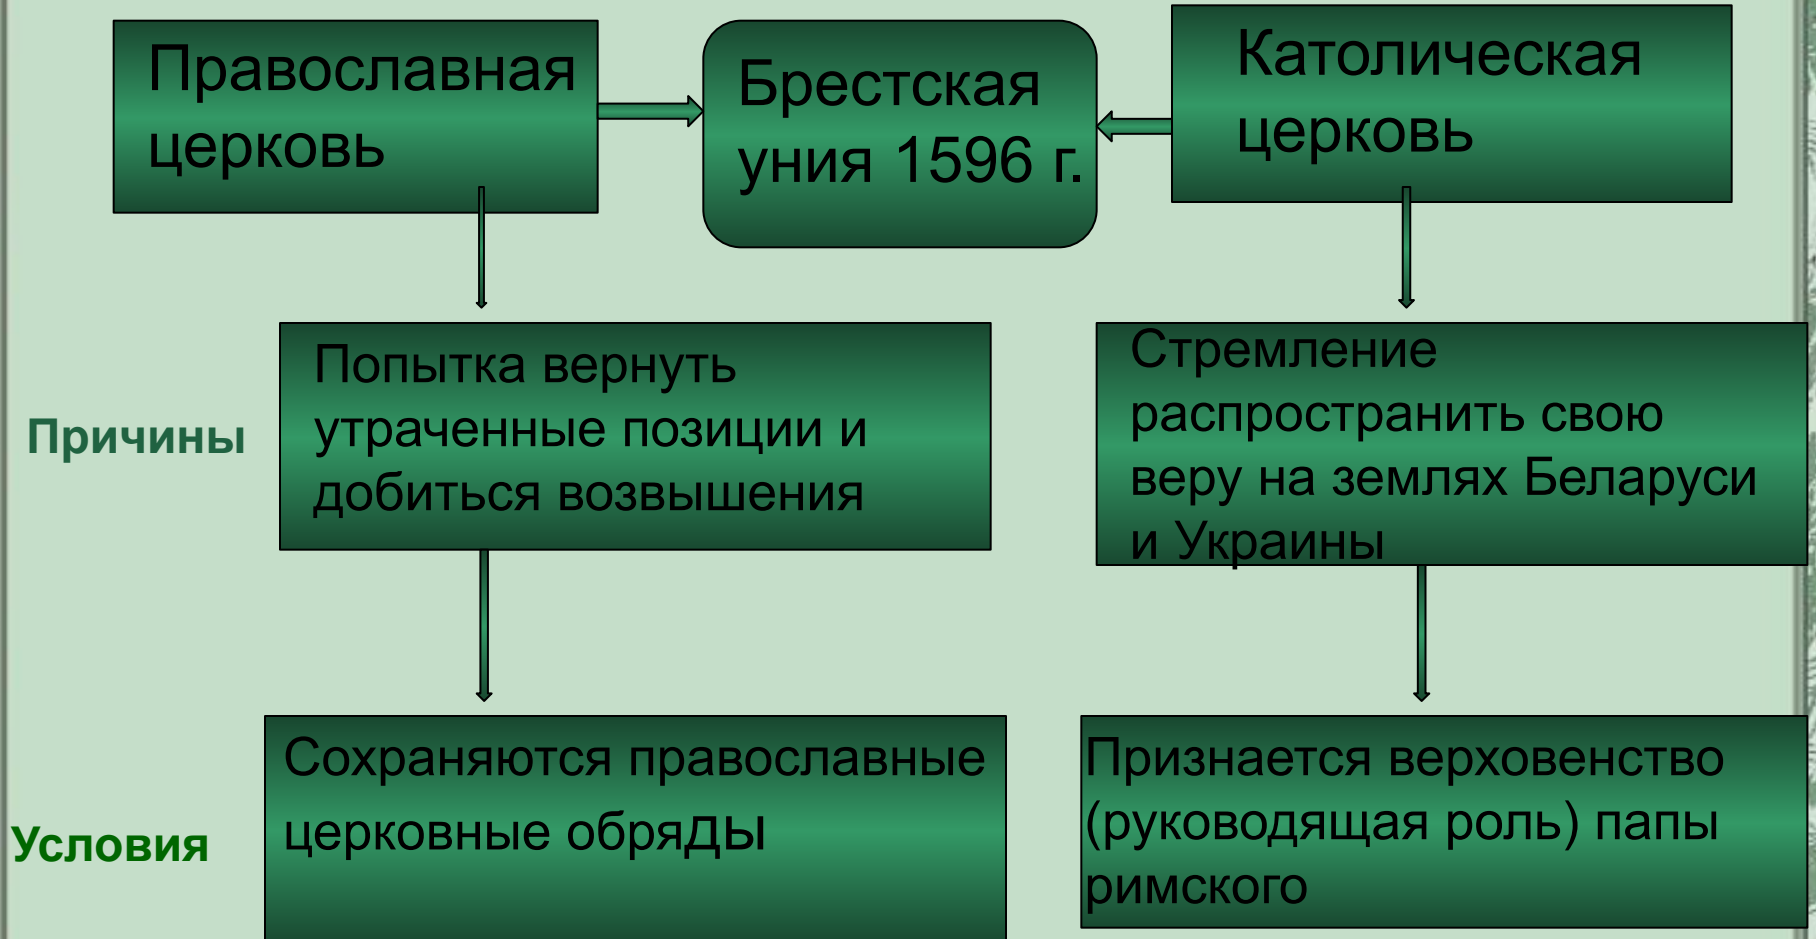 Православная
церковь
Брестская
уния 1596 г.
Католическая
церковь
Причины
Попытка вернуть
утраченные позиции и
добиться возвышения
Стремление
распространить свою
веру на землях Беларуси
и Украины
Условия
Сохраняются православные
церковные обряды
Признается верховенство
(руководящая роль) папы
римского